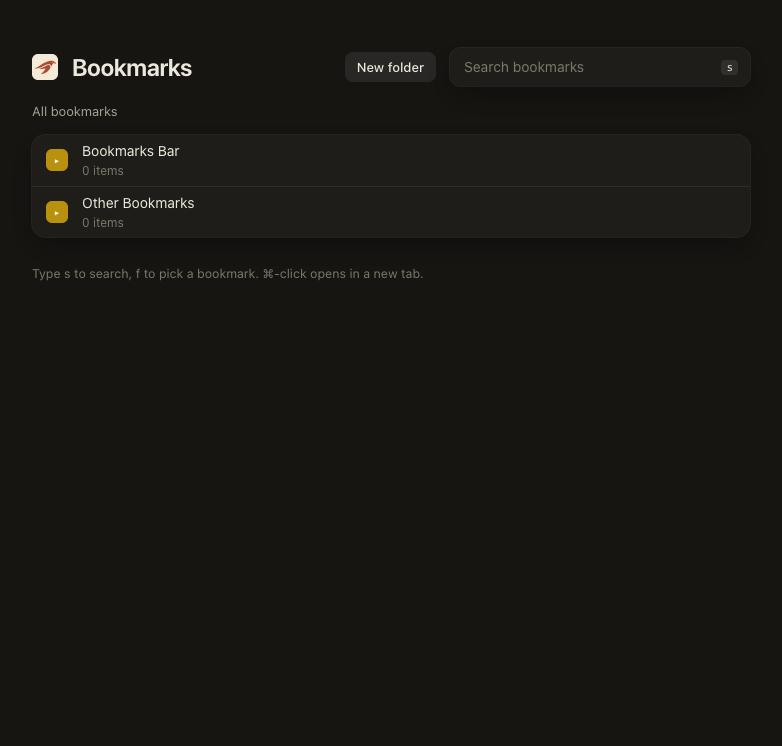 Bookmarks
New folder
Search bookmarks
s
All bookmarks
Bookmarks Bar
0 items
Other Bookmarks
0 items
Type s to search, f to pick a bookmark. ⌘-click opens in a new tab.